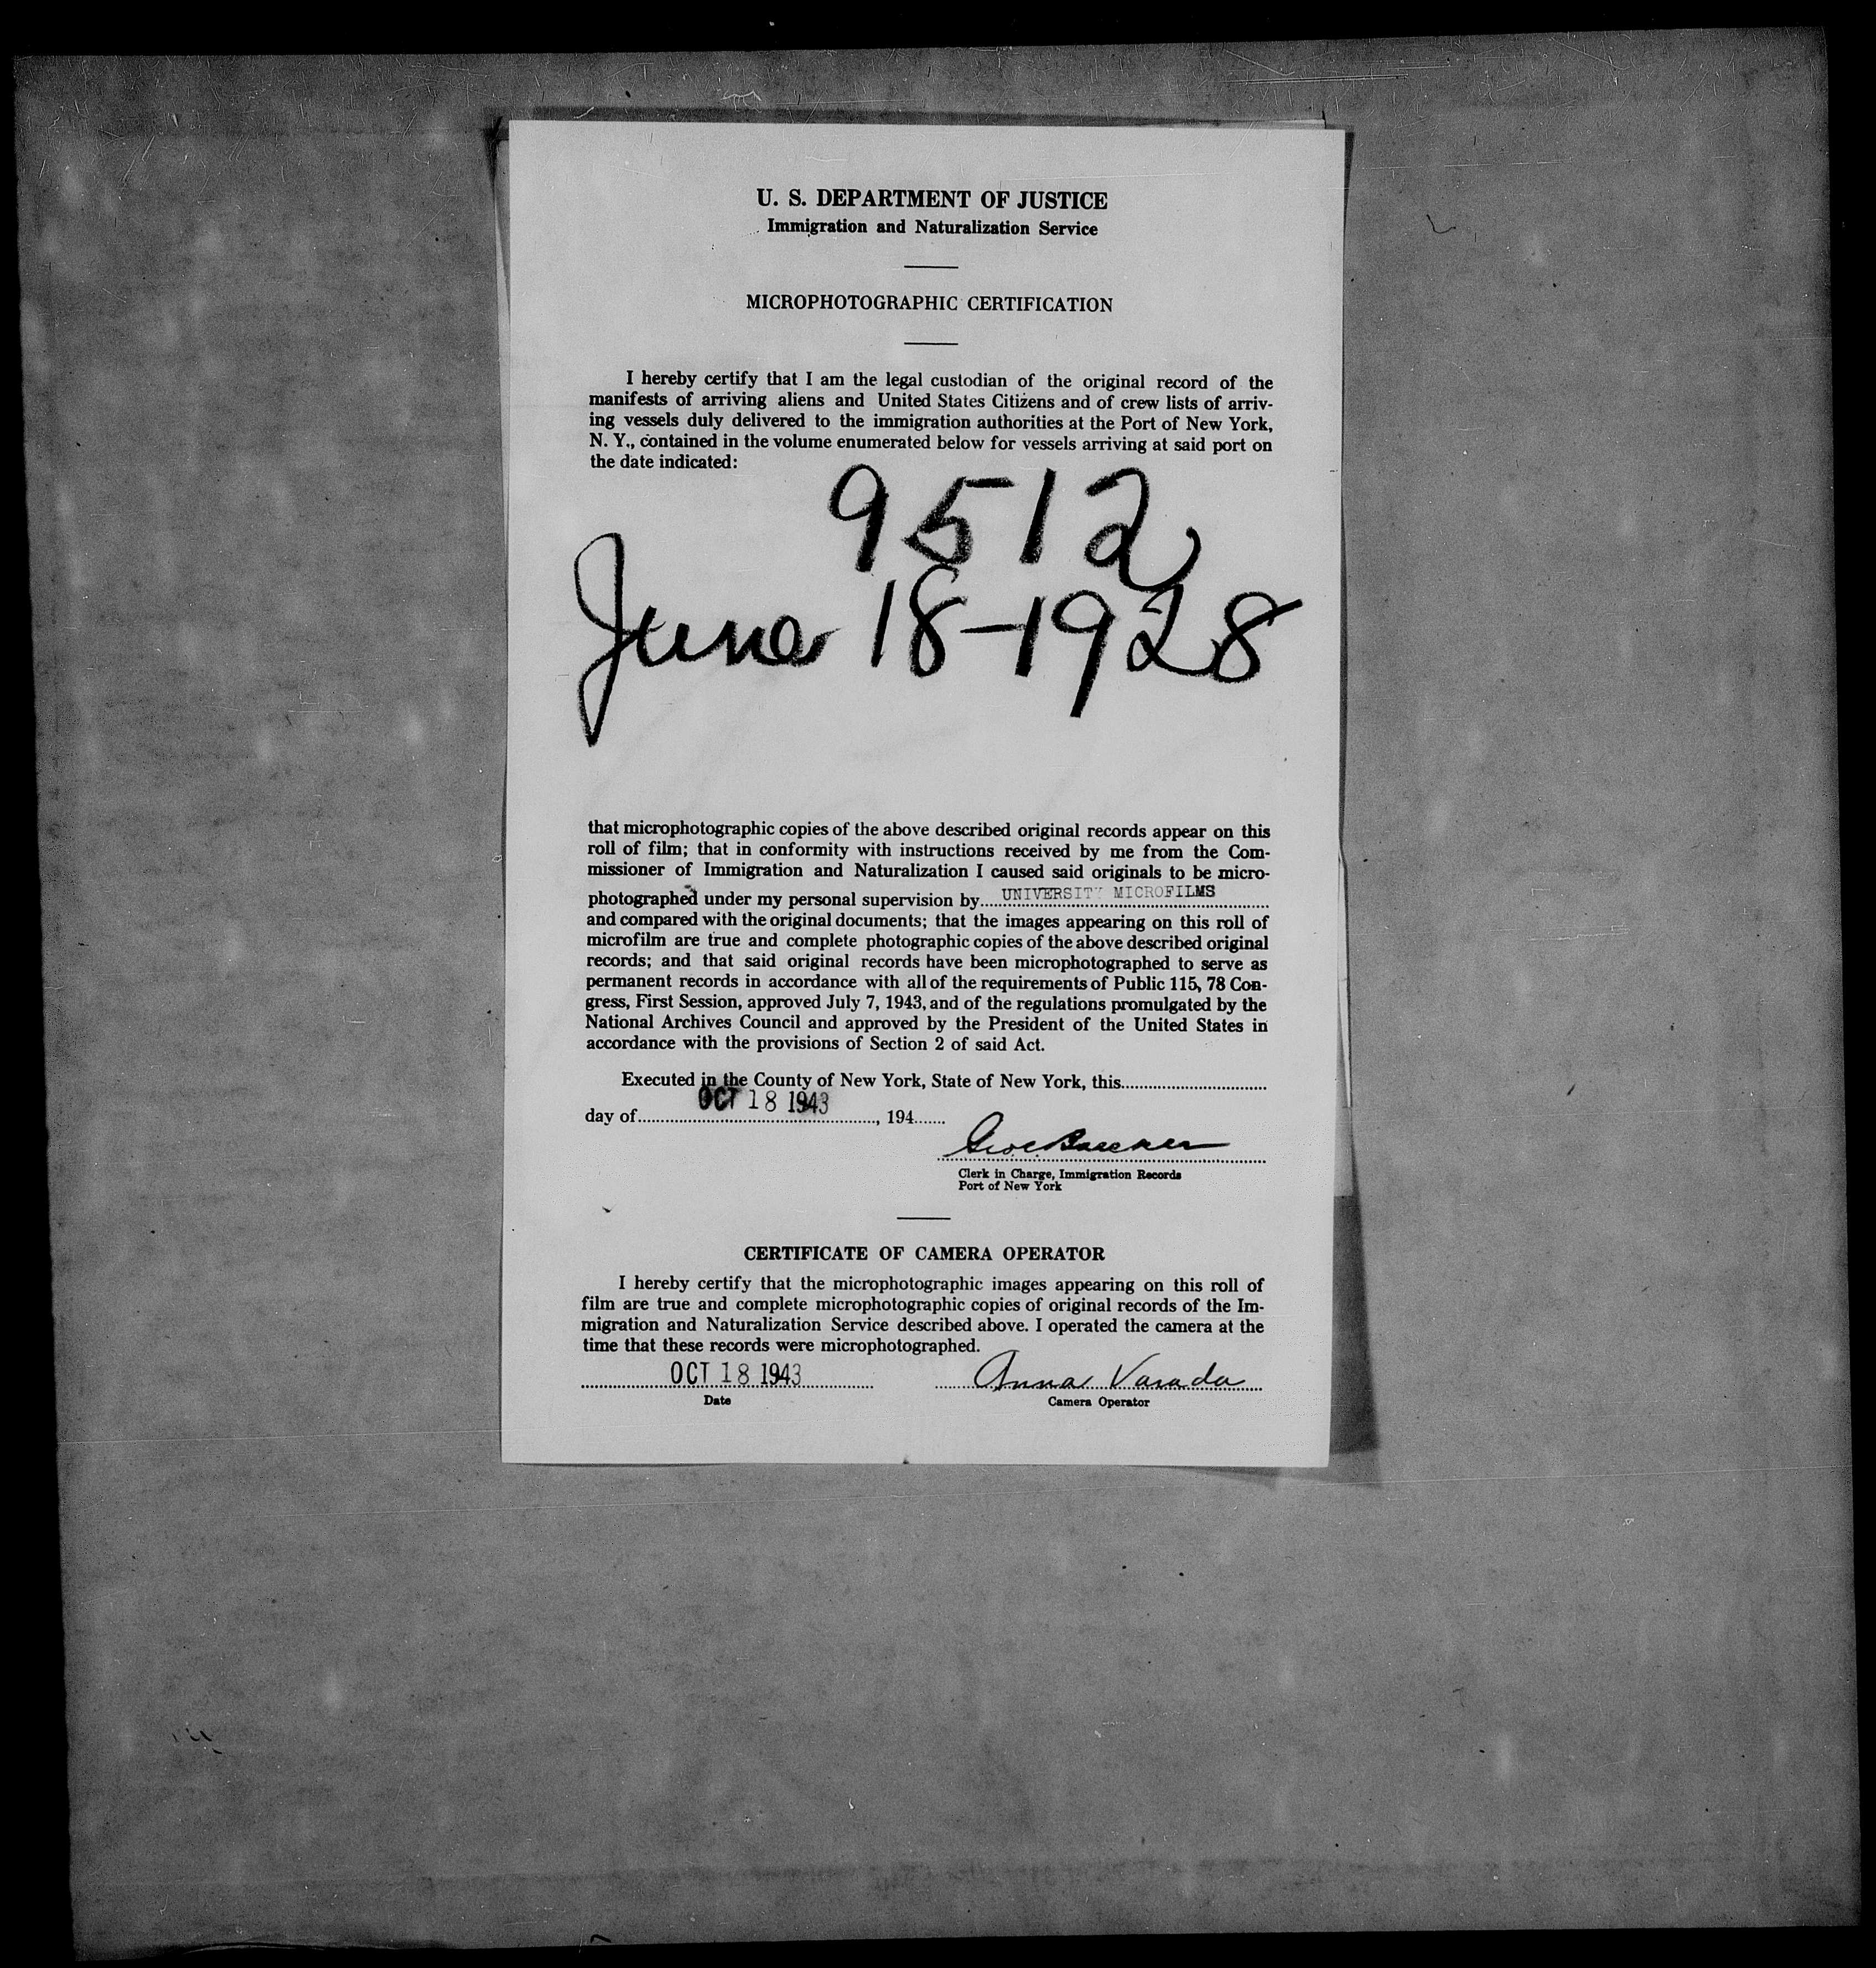 U. S. DEPARTMENT OF JUSTICE
Immigration and Naturalization Service
MICROPHOTOGRAPHIC CERTIFICATION
I hereby certify that I am the legal custodian of the original record of the
manifests of arriving aliens and United States Citizens and of crew lists of arriv-
ing vessels duly delivered to the immigration authorities at the Port of New York,
N. Y., contained in the volume enumerated below for vessels arriving at said port on
the date indicated:
9512
June 18-1928
that microphotographic copies of the above described original records appear on this
roll of film; that in conformity with instructions received by me from the Com-
missioner of Immigration and Naturalization I caused said originals to be micro-
photographed under my personal supervision by UNIVERSITY MICROFILMS
and compared with the original documents; that the images appearing on this roll of
microfilm are true and complete photographic copies of the above described original
records; and that said original records have been microphotographed to serve as
permanent records in accordance with all of the requirements of Public 115, 78 Con-
gress, First Session, approved July 7, 1943, and of the regulations promulgated by the
National Archives Council and approved by the President of the United States in
accordance with the provisions of Section 2 of said Act.
Executed in the County of New York, State of New York, this
day of OCT 18 1943, 194
Clerk in Charge, Immigration Records
Port of New York
CERTIFICATE OF CAMERA OPERATOR
I hereby certify that the microphotographic images appearing on this roll of
film are true and complete microphotographic copies of original records of the Im-
migration and Naturalization Service described above. I operated the camera at the
time that these records were microphotographed.
OCT 18 1943 Anna Varada
Date Camera Operator